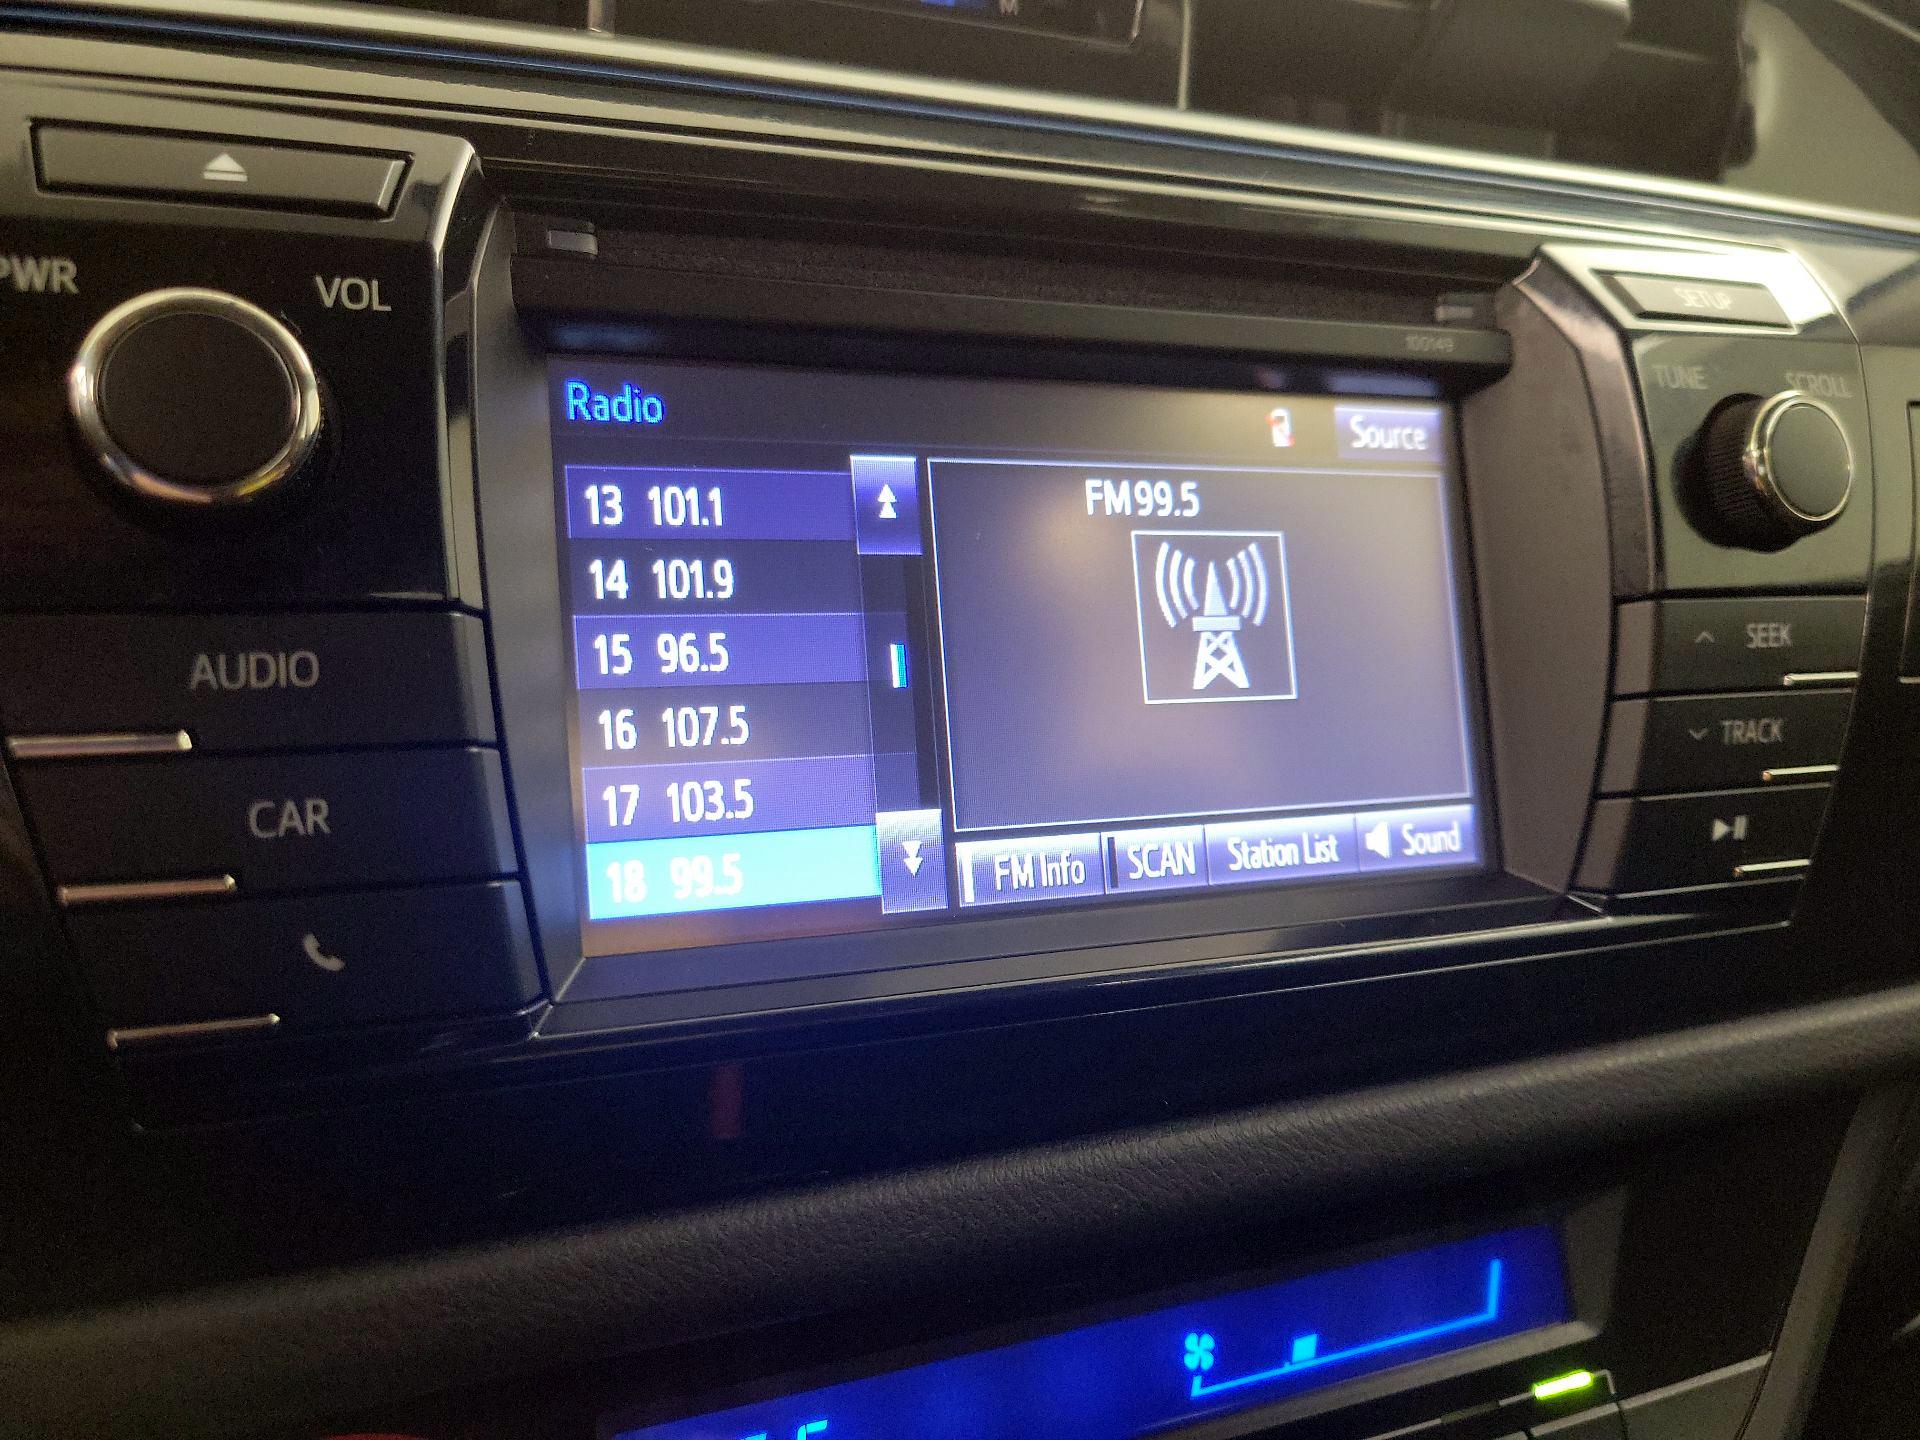 M
PWR
VOL
SETUP
100149
TUNE
SCROLL
Radio
Source
13 101.1
14 101.9
15 96.5
16 107.5
17 103.5
18 99.5
FM 99.5
FM Info
SCAN
Station List
Sound
AUDIO
CAR
SEEK
TRACK